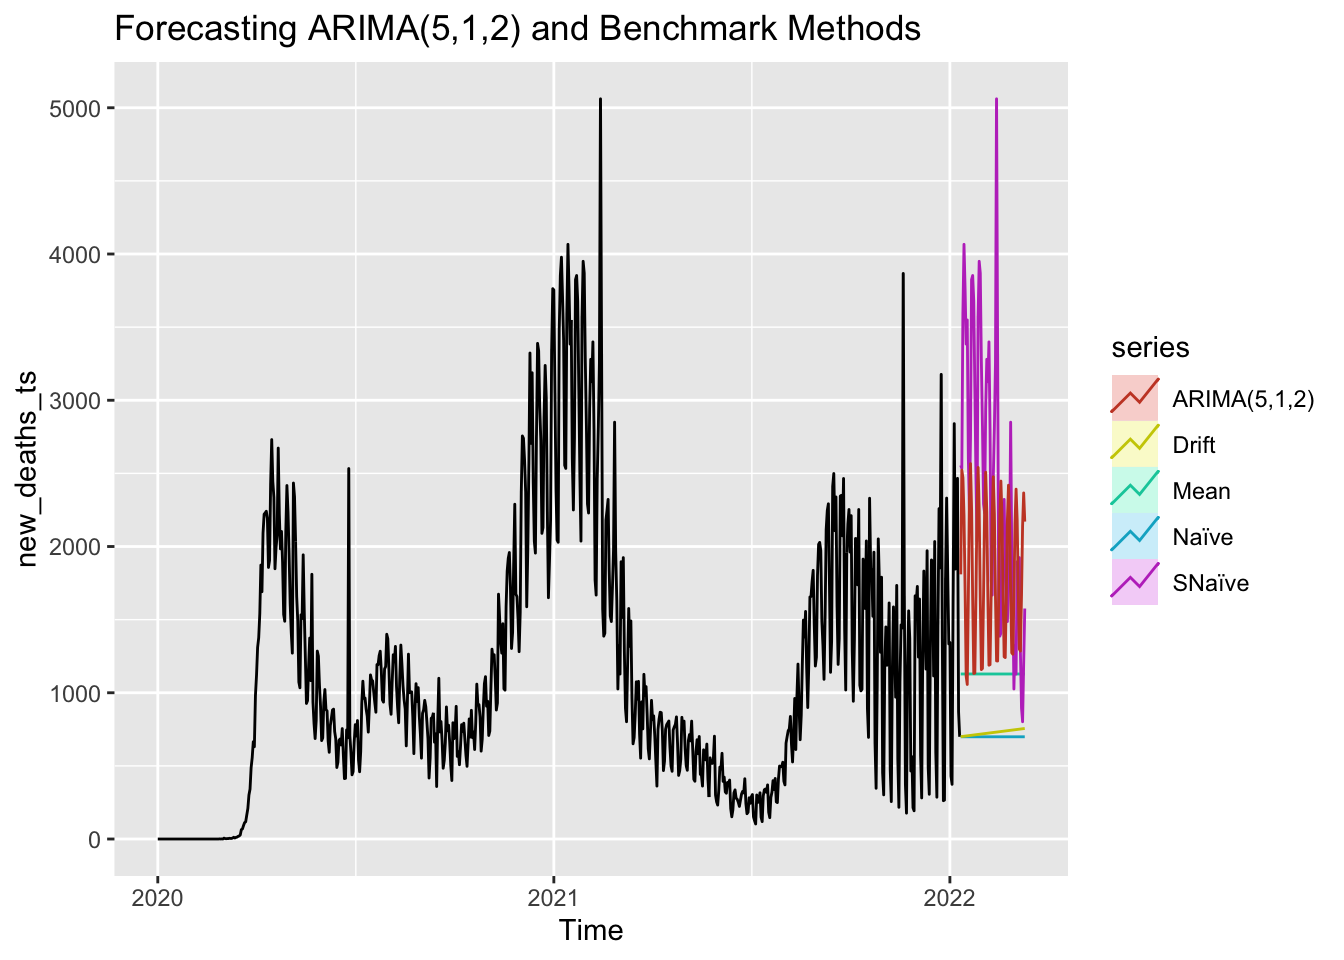 Forecasting ARIMA(5,1,2) and Benchmark Methods
5000
4000
3000
2000
1000
0
new_deaths_ts
2020
2021
2022
Time
series
ARIMA(5,1,2)
Drift
Mean
Naïve
SNaïve